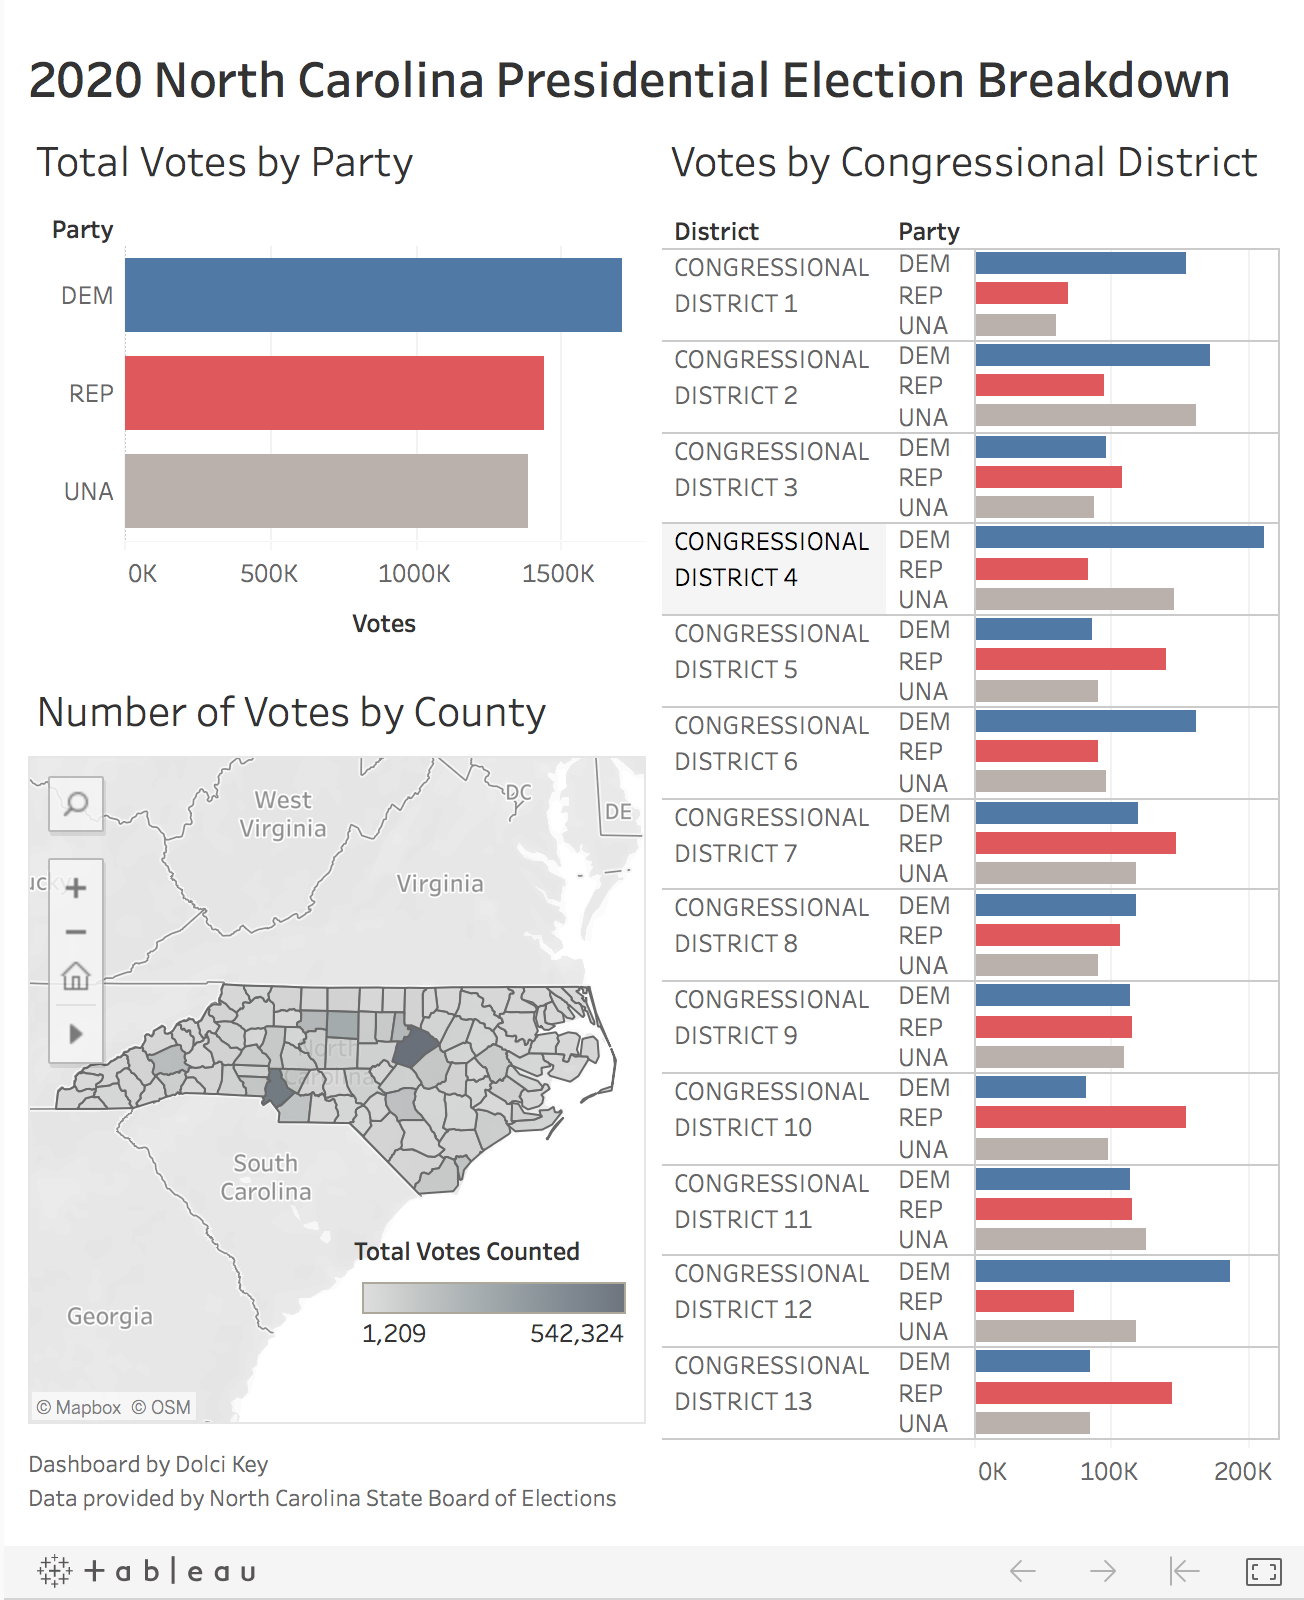 2020 North Carolina Presidential Election Breakdown
Total Votes by Party
Party
DEM
REP
UNA
0K 500K 1000K 1500K
Votes
Number of Votes by County
West
Virginia
DC
DE
Virginia
North
Carolina
South
Carolina
Georgia
Total Votes Counted
1,209 542,324
© Mapbox © OSM
Votes by Congressional District
District Party
CONGRESSIONAL
DISTRICT 1
DEM
REP
UNA
CONGRESSIONAL
DISTRICT 2
DEM
REP
UNA
CONGRESSIONAL
DISTRICT 3
DEM
REP
UNA
CONGRESSIONAL
DISTRICT 4
DEM
REP
UNA
CONGRESSIONAL
DISTRICT 5
DEM
REP
UNA
CONGRESSIONAL
DISTRICT 6
DEM
REP
UNA
CONGRESSIONAL
DISTRICT 7
DEM
REP
UNA
CONGRESSIONAL
DISTRICT 8
DEM
REP
UNA
CONGRESSIONAL
DISTRICT 9
DEM
REP
UNA
CONGRESSIONAL
DISTRICT 10
DEM
REP
UNA
CONGRESSIONAL
DISTRICT 11
DEM
REP
UNA
CONGRESSIONAL
DISTRICT 12
DEM
REP
UNA
CONGRESSIONAL
DISTRICT 13
DEM
REP
UNA
0K 100K 200K
Dashboard by Dolci Key
Data provided by North Carolina State Board of Elections
+ableau